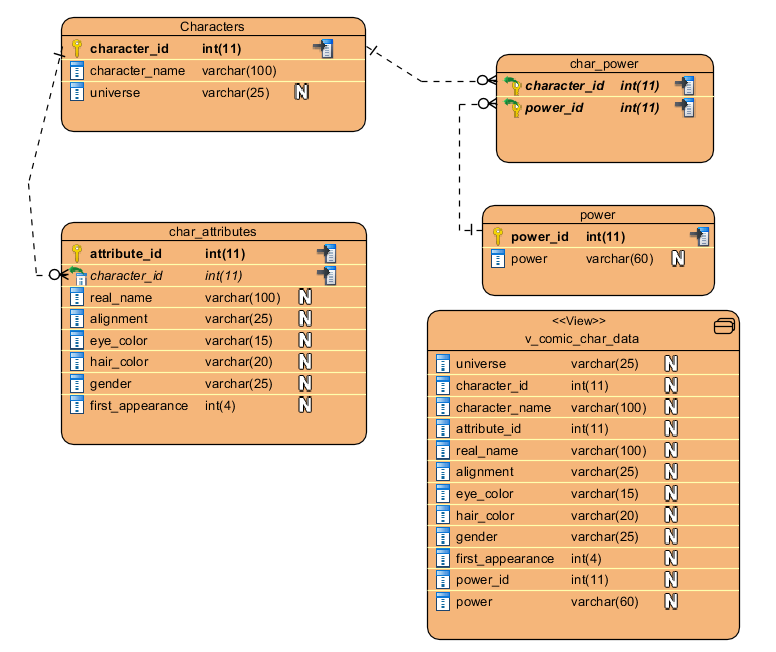 Characters
character_id int(11)
character_name varchar(100)
universe varchar(25) N
char_power
character_id int(11)
power_id int(11)
char_attributes
attribute_id int(11)
character_id int(11)
real_name varchar(100) N
alignment varchar(25) N
eye_color varchar(15) N
hair_color varchar(20) N
gender varchar(25) N
first_appearance int(4) N
power
power_id int(11)
power varchar(60) N
<<View>>
v_comic_char_data
universe varchar(25) N
character_id int(11) N
character_name varchar(100) N
attribute_id int(11) N
real_name varchar(100) N
alignment varchar(25) N
eye_color varchar(15) N
hair_color varchar(20) N
gender varchar(25) N
first_appearance int(4) N
power_id int(11) N
power varchar(60) N